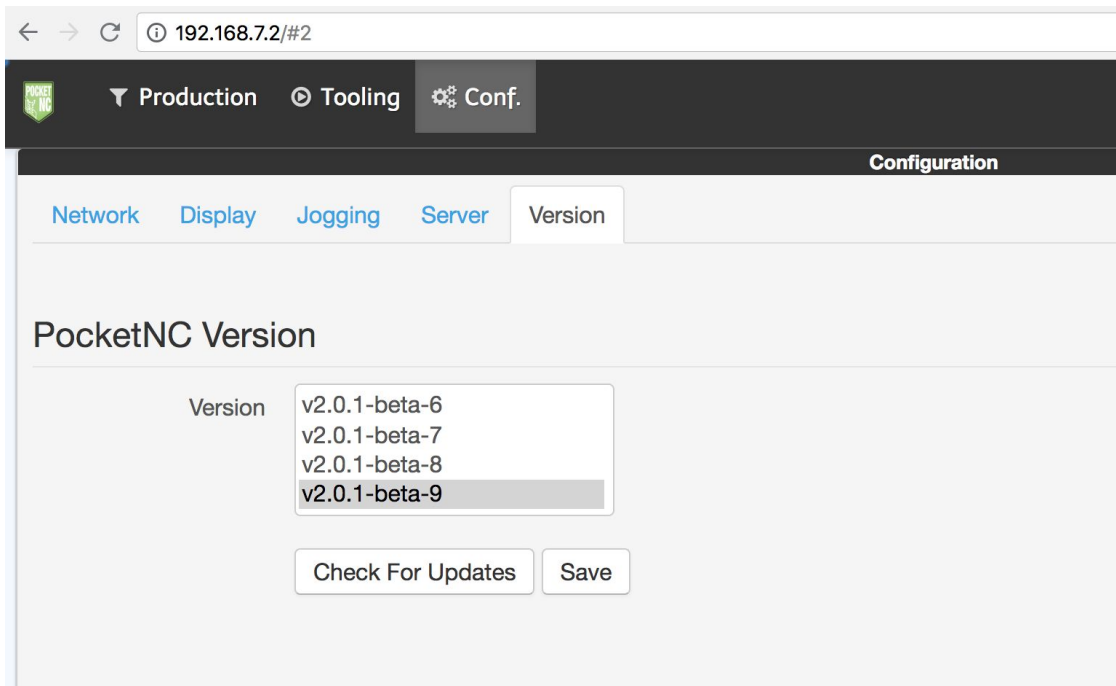 192.168.7.2/#2
POCKET
NC
Production Tooling Conf.
Configuration
Network Display Jogging Server Version
PocketNC Version
Version
v2.0.1-beta-6
v2.0.1-beta-7
v2.0.1-beta-8
v2.0.1-beta-9
Check For Updates Save